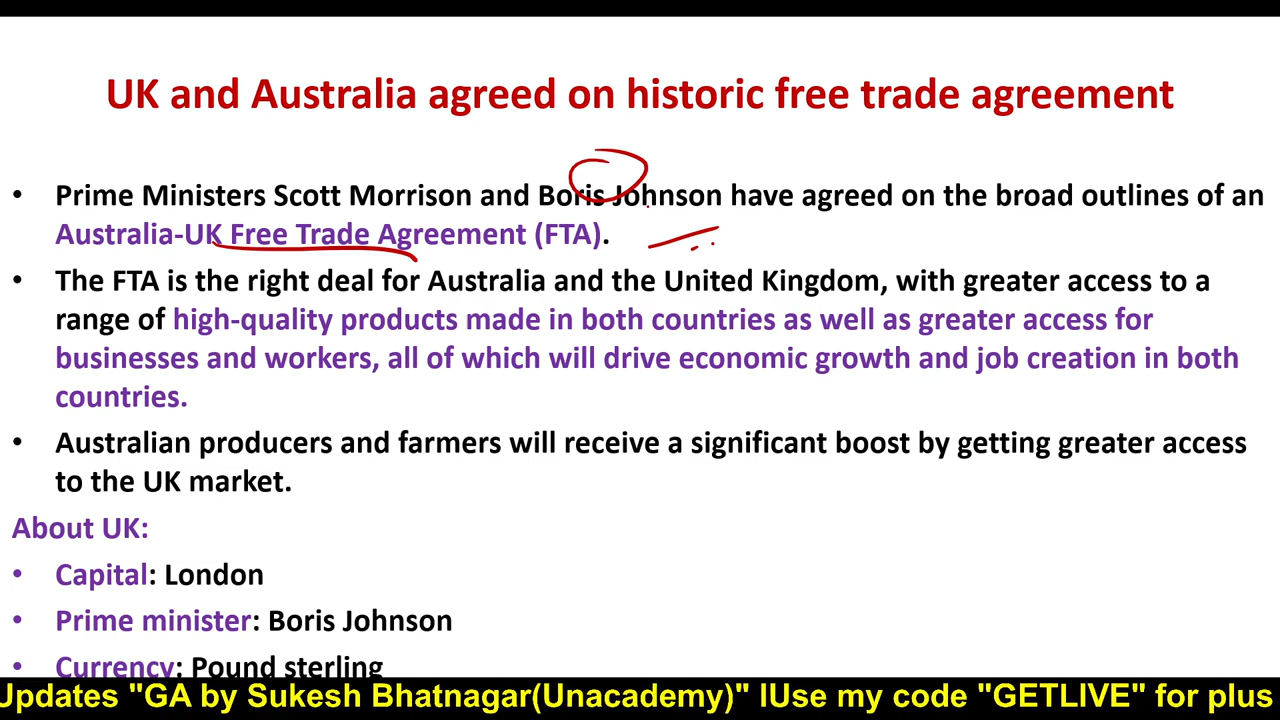 UK and Australia agreed on historic free trade agreement
• Prime Ministers Scott Morrison and Boris Johnson have agreed on the broad outlines of an
Australia-UK Free Trade Agreement (FTA).
• The FTA is the right deal for Australia and the United Kingdom, with greater access to a
range of high-quality products made in both countries as well as greater access for
businesses and workers, all of which will drive economic growth and job creation in both
countries.
• Australian producers and farmers will receive a significant boost by getting greater access
to the UK market.
About UK:
• Capital: London
• Prime minister: Boris Johnson
• Currency: Pound sterling
Updates "GA by Sukesh Bhatnagar(Unacademy)" lUse my code "GETLIVE" for plus